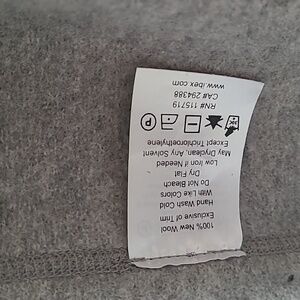 100% New Wool
Exclusive of Trim
Hand Wash Cold
With Like Colors
Do Not Bleach
Dry Flat
Low Iron if Needed
May Dryclean, Any Solvent
Except Trichloroethylene
P
RN# 115719
CA# 294388
www.ibex.com